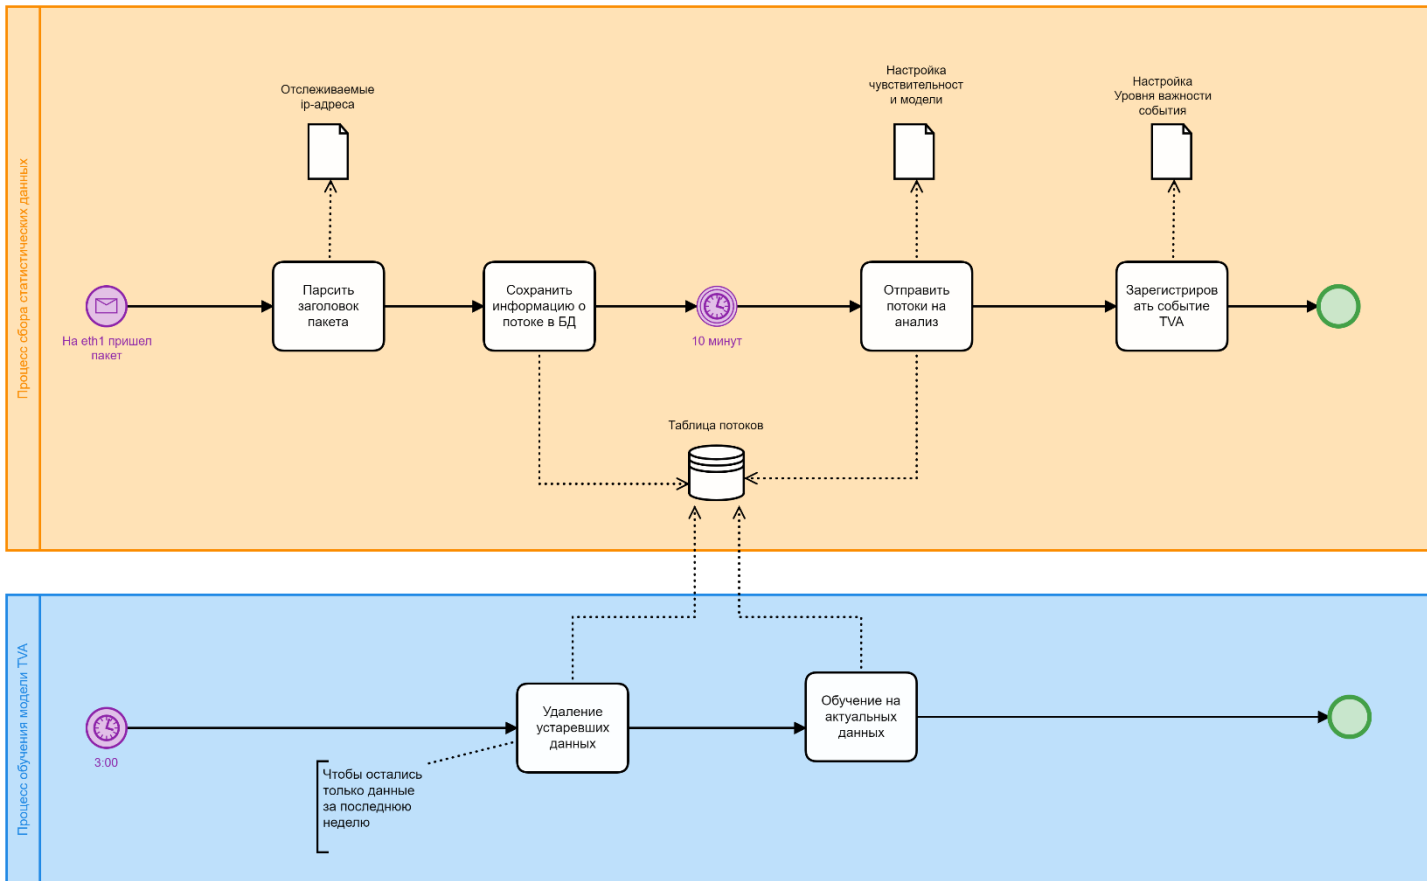 Процесс сбора статистических данных
Отслеживаемые
ip-адреса
Настройка
чувствительност
и модели
Настройка
Уровня важности
события
На eth1 пришел
пакет
Парсить
заголовок
пакета
Сохранить
информацию о
потоке в БД
10 минут
Отправить
потоки на
анализ
Зарегистриров
ать событие
TVA
Таблица потоков
Процесс обучения модели TVA
3:00
Чтобы остались
только данные
за последнюю
неделю
Удаление
устаревших
данных
Обучение на
актуальных
данных